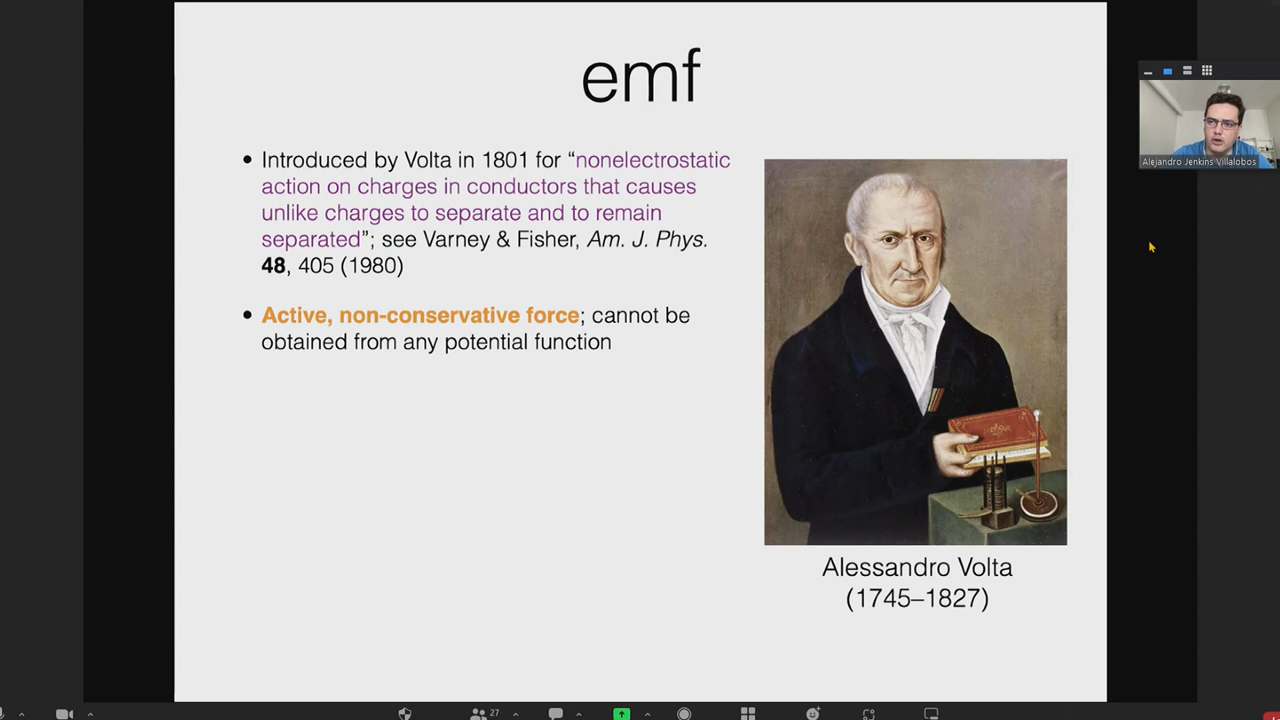 emf
• Introduced by Volta in 1801 for “nonelectrostatic
action on charges in conductors that causes
unlike charges to separate and to remain
separated”; see Varney & Fisher, Am. J. Phys.
48, 405 (1980)
• Active, non-conservative force; cannot be
obtained from any potential function
Alessandro Volta
(1745–1827)
Alejandro Jenkins Villalobos
27